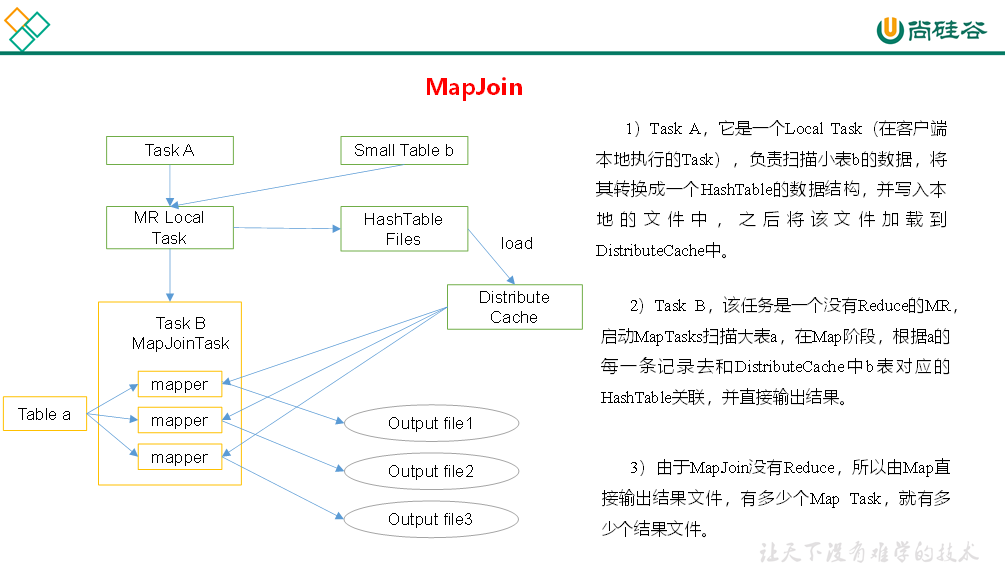 尚硅谷
MapJoin
Task A
Small Table b
MR Local
Task
HashTable
Files
load
Distribute
Cache
Task B
MapJoinTask
mapper
mapper
mapper
Table a
Output file1
Output file2
Output file3
1）Task A，它是一个Local Task（在客户端
本地执行的Task），负责扫描小表b的数据，将
其转换成一个HashTable的数据结构，并写入本
地的文件中，之后将该文件加载到
DistributeCache中。
2）Task B，该任务是一个没有Reduce的MR，
启动MapTasks扫描大表a，在Map阶段，根据a的
每一条记录去和DistributeCache中b表对应的
HashTable关联，并直接输出结果。
3）由于MapJoin没有Reduce，所以由Map直
接输出结果文件，有多少个Map Task，就有多
少个结果文件。
让天下没有难学的技术